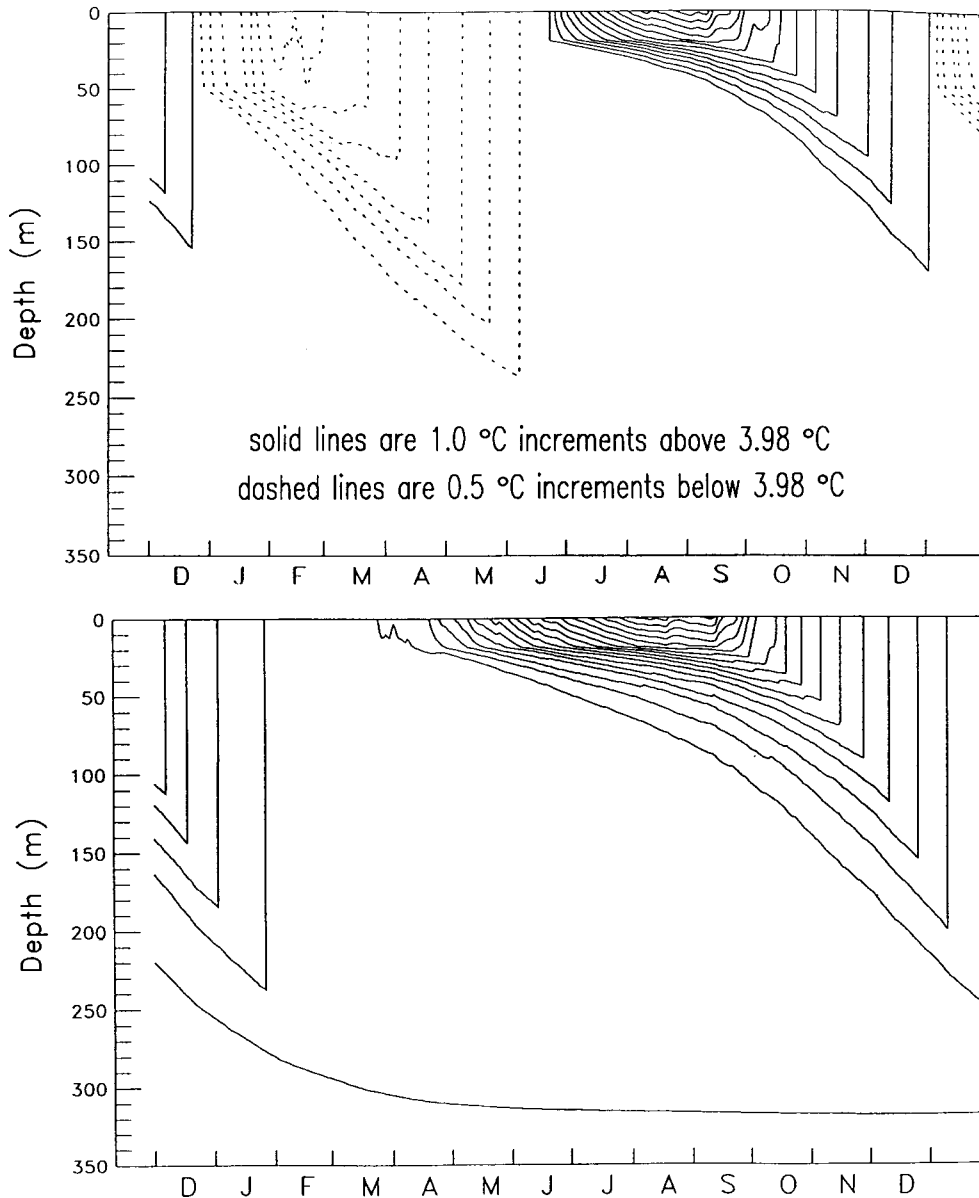 0
50
100
150
200
250
300
350
Depth (m)
solid lines are 1.0 °C increments above 3.98 °C
dashed lines are 0.5 °C increments below 3.98 °C
D J F M A M J J A S O N D
0
50
100
150
200
250
300
350
Depth (m)
D J F M A M J J A S O N D